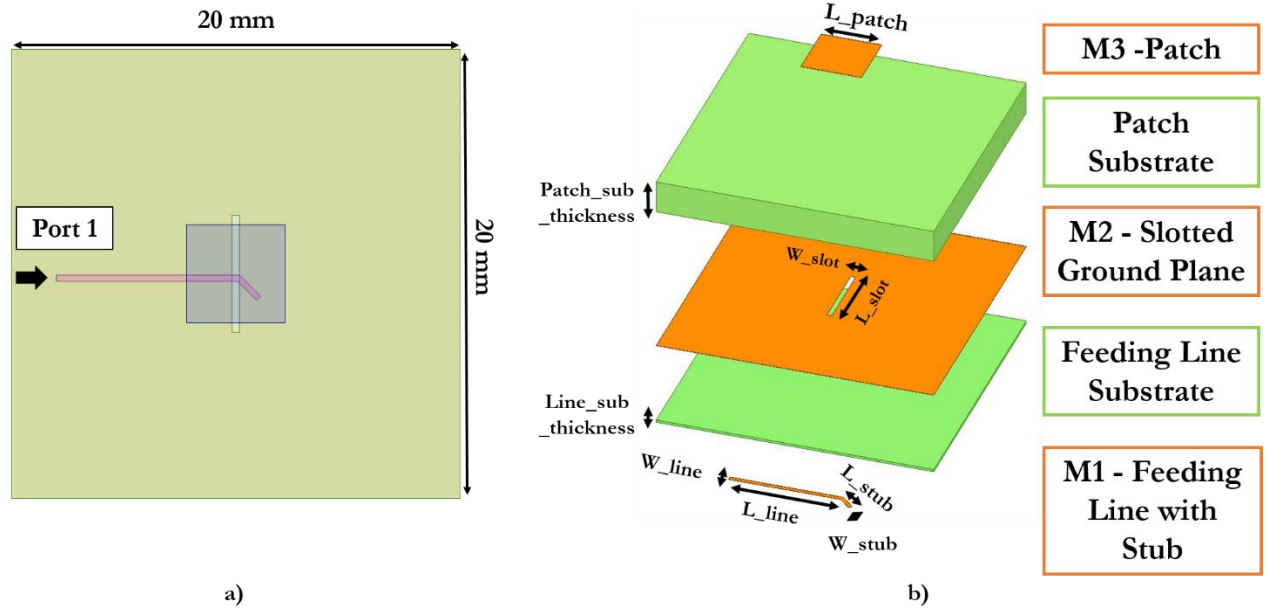 20 mm
20 mm
Port 1
a)
L_patch
Patch_sub
_thickness
W_slot
L_slot
Line_sub
_thickness
W_line
L_line
L_stub
W_stub
b)
M3 -Patch
Patch
Substrate
M2 - Slotted
Ground Plane
Feeding Line
Substrate
M1 - Feeding
Line with
Stub